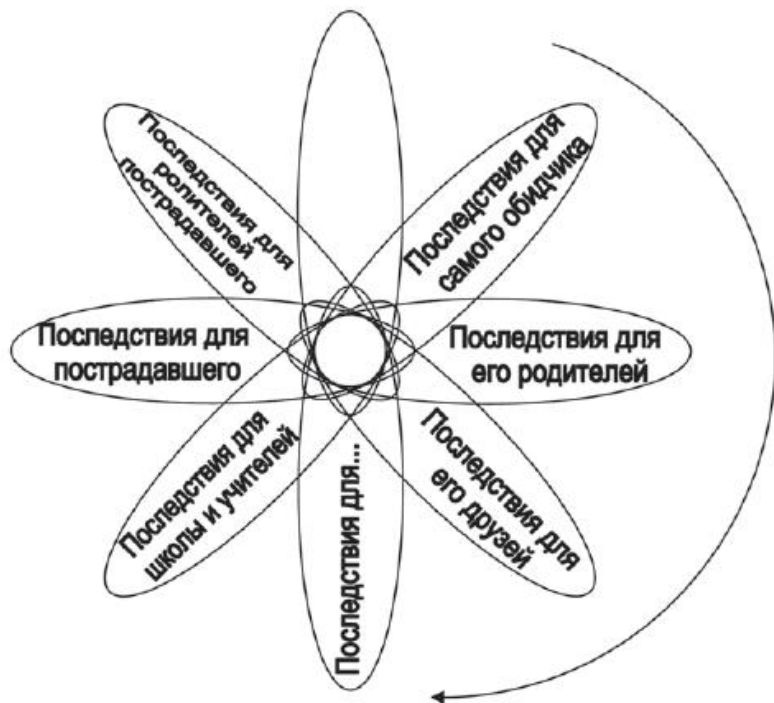 Последствия для
самого обидчика
Последствия для
его родителей
Последствия для
его друзей
Последствия для...
Последствия для
школы и учителей
Последствия для
пострадавшего
Последствия для
ролителей
пострадавшего